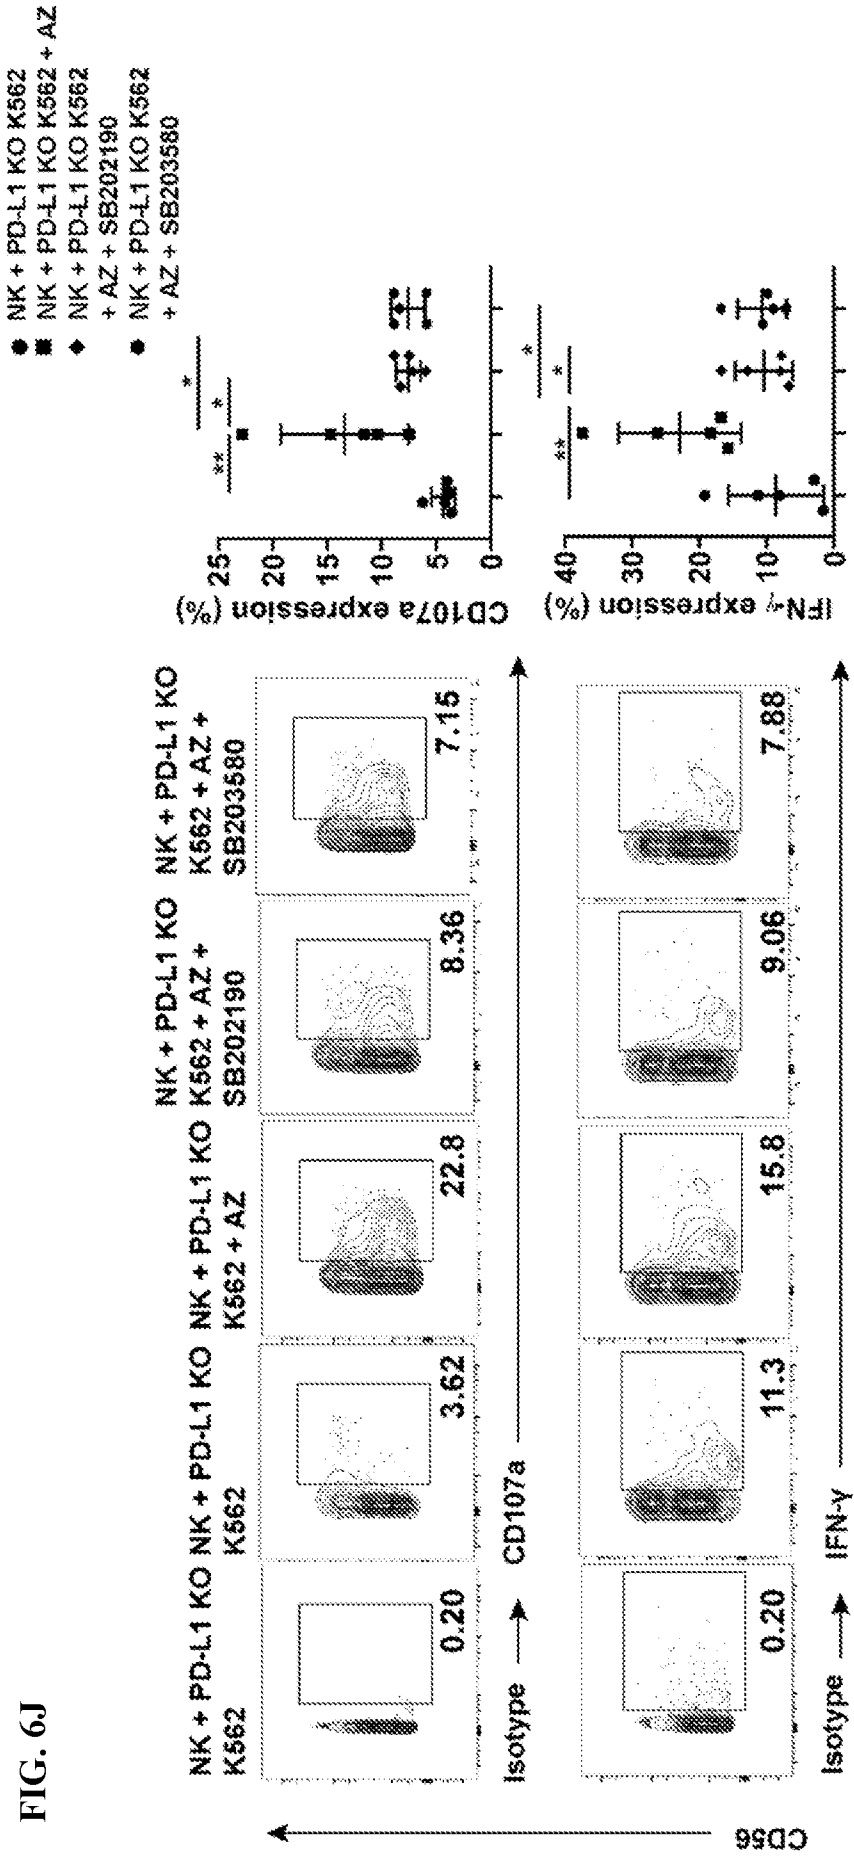 FIG. 6J
NK + PD-L1 KO
K562
NK + PD-L1 KO
K562
NK + PD-L1 KO
K562 + AZ
NK + PD-L1 KO
K562 + AZ +
SB202190
NK + PD-L1 KO
K562 + AZ +
SB203580
0.20
3.62
22.8
8.36
7.15
Isotype
CD107a
0.20
11.3
15.8
9.06
7.88
Isotype
IFN-γ
CD56
NK + PD-L1 KO K562
NK + PD-L1 KO K562 + AZ
NK + PD-L1 KO K562
+ AZ + SB202190
NK + PD-L1 KO K562
+ AZ + SB203580
CD107a expression (%)
25
20
15
10
5
0
**
*
*
IFN-γ expression (%)
40
30
20
10
0
**
*
*